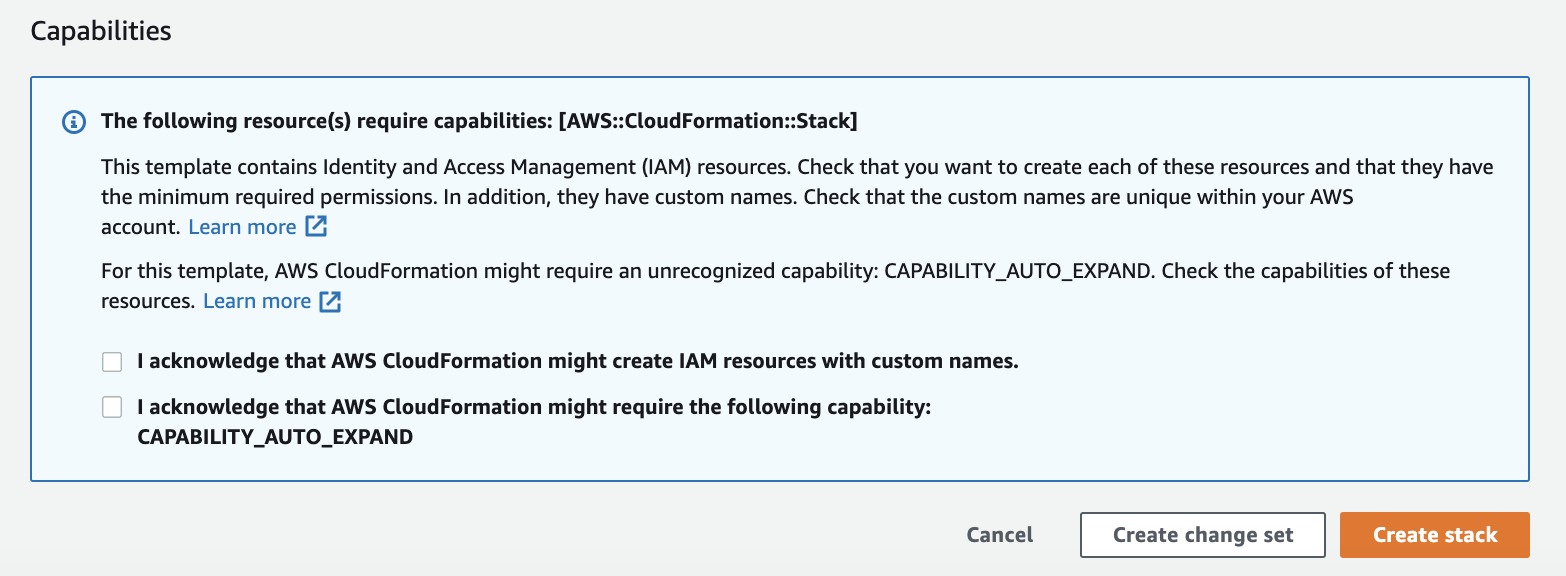 Capabilities
The following resource(s) require capabilities: [AWS::CloudFormation::Stack]
This template contains Identity and Access Management (IAM) resources. Check that you want to create each of these resources and that they have
the minimum required permissions. In addition, they have custom names. Check that the custom names are unique within your AWS
account. Learn more
For this template, AWS CloudFormation might require an unrecognized capability: CAPABILITY_AUTO_EXPAND. Check the capabilities of these
resources. Learn more
I acknowledge that AWS CloudFormation might create IAM resources with custom names.
I acknowledge that AWS CloudFormation might require the following capability:
CAPABILITY_AUTO_EXPAND
Cancel Create change set Create stack